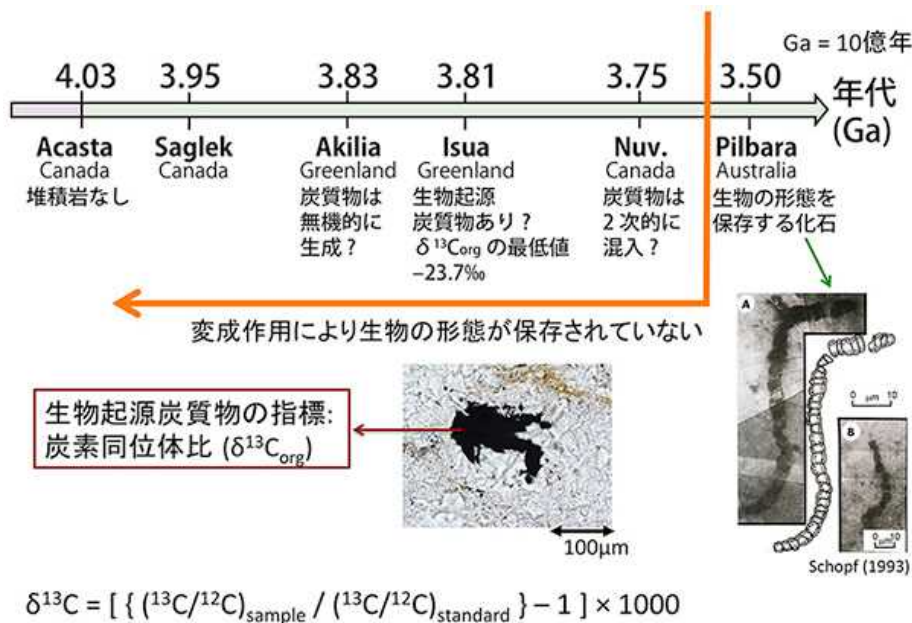 Ga = 10億年
4.03 3.95 3.83 3.81 3.75 3.50
年代
(Ga)
Acasta
Canada
堆積岩なし
Saglek
Canada
Akilia
Greenland
炭質物は
無機的に
生成？
Isua
Greenland
生物起源
炭質物あり？
δ ¹³Corg の最低値
−23.7‰
Nuv.
Canada
炭質物は
2次的に
混入？
Pilbara
Australia
生物の形態を
保存する化石
変成作用により生物の形態が保存されていない
生物起源炭質物の指標:
炭素同位体比 (δ¹³Corg)
100μm
A
0 μm 10
B
0 μm 10
Schopf (1993)
δ¹³C = [ { (¹³C/¹²C)sample / (¹³C/¹²C)standard } − 1 ] × 1000